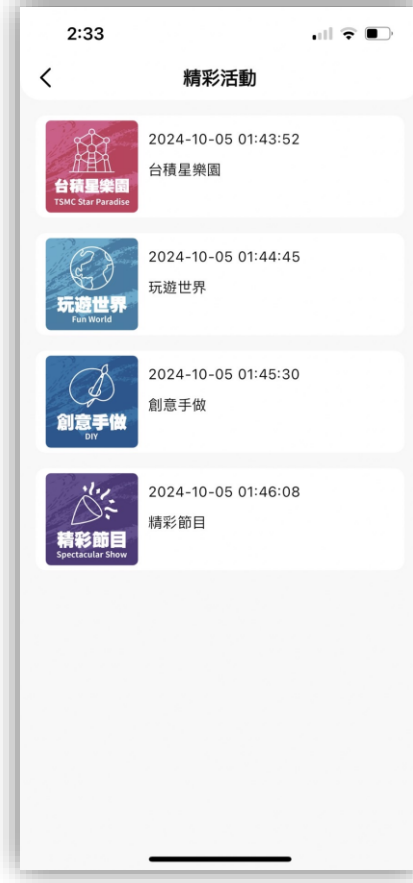 2:33
精彩活動
台積星樂園
TSMC Star Paradise
2024-10-05 01:43:52
台積星樂園
玩遊世界
Fun World
2024-10-05 01:44:45
玩遊世界
創意手做
DIY
2024-10-05 01:45:30
創意手做
精彩節目
Spectacular Show
2024-10-05 01:46:08
精彩節目